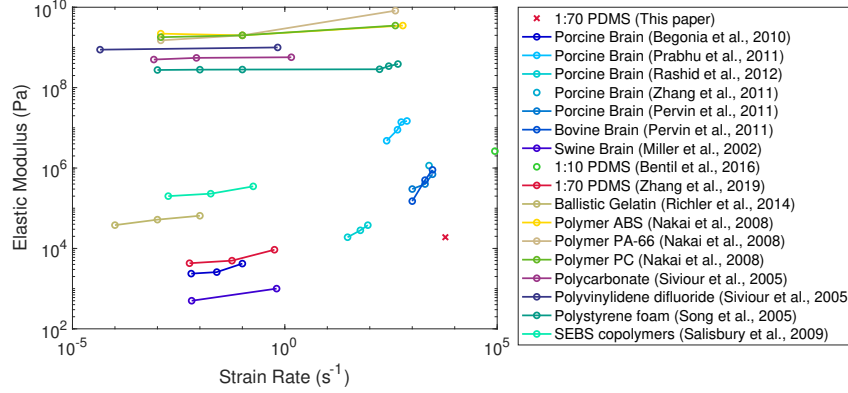 10^10
10^8
10^6
10^4
10^2
Elastic Modulus (Pa)
10^-5
10^0
10^5
Strain Rate (s^-1)
1:70 PDMS (This paper)
Porcine Brain (Begonia et al., 2010)
Porcine Brain (Prabhu et al., 2011)
Porcine Brain (Rashid et al., 2012)
Porcine Brain (Zhang et al., 2011)
Porcine Brain (Pervin et al., 2011)
Bovine Brain (Pervin et al., 2011)
Swine Brain (Miller et al., 2002)
1:10 PDMS (Bentil et al., 2016)
1:70 PDMS (Zhang et al., 2019)
Ballistic Gelatin (Richler et al., 2014)
Polymer ABS (Nakai et al., 2008)
Polymer PA-66 (Nakai et al., 2008)
Polymer PC (Nakai et al., 2008)
Polycarbonate (Siviour et al., 2005)
Polyvinylidene difluoride (Siviour et al., 2005
Polystyrene foam (Song et al., 2005)
SEBS copolymers (Salisbury et al., 2009)